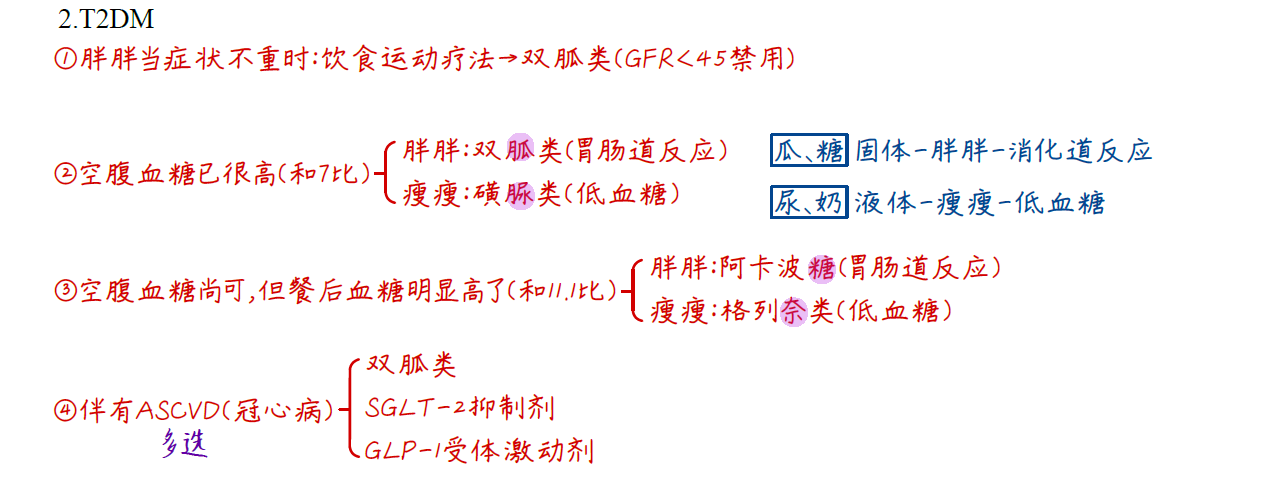 2.T2DM
①胖胖当症状不重时:饮食运动疗法→双胍类(GFR<45禁用)
②空腹血糖已很高(和7比)
胖胖:双胍类(胃肠道反应)
瘦瘦:磺脲类(低血糖)
瓜、糖 固体-胖胖-消化道反应
尿、奶 液体-瘦瘦-低血糖
③空腹血糖尚可,但餐后血糖明显高了(和11.1比)
胖胖:阿卡波糖(胃肠道反应)
瘦瘦:格列奈类(低血糖)
④伴有ASCVD(冠心病)
多选
双胍类
SGLT-2抑制剂
GLP-1受体激动剂